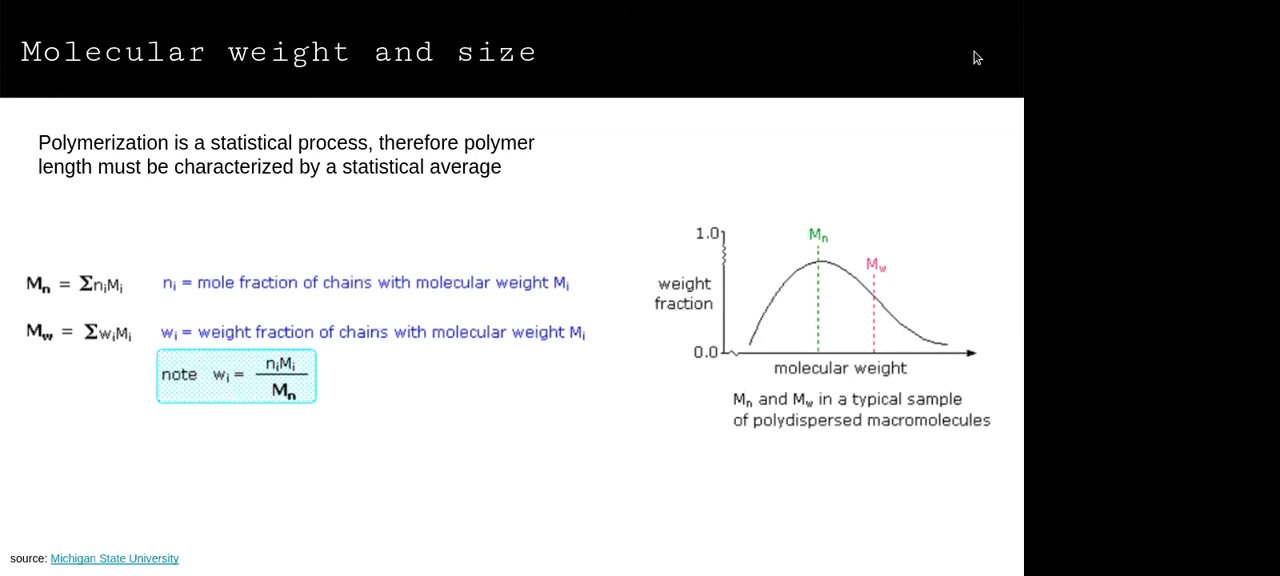 Molecular weight and size
Polymerization is a statistical process, therefore polymer
length must be characterized by a statistical average
Mₙ = ΣnᵢMᵢ nᵢ = mole fraction of chains with molecular weight Mᵢ
M_w = ΣwᵢMᵢ wᵢ = weight fraction of chains with molecular weight Mᵢ
note wᵢ = nᵢMᵢ / Mₙ
1.0
Mₙ
M_w
weight
fraction
0.0
molecular weight
Mₙ and M_w in a typical sample
of polydispersed macromolecules
source: Michigan State University